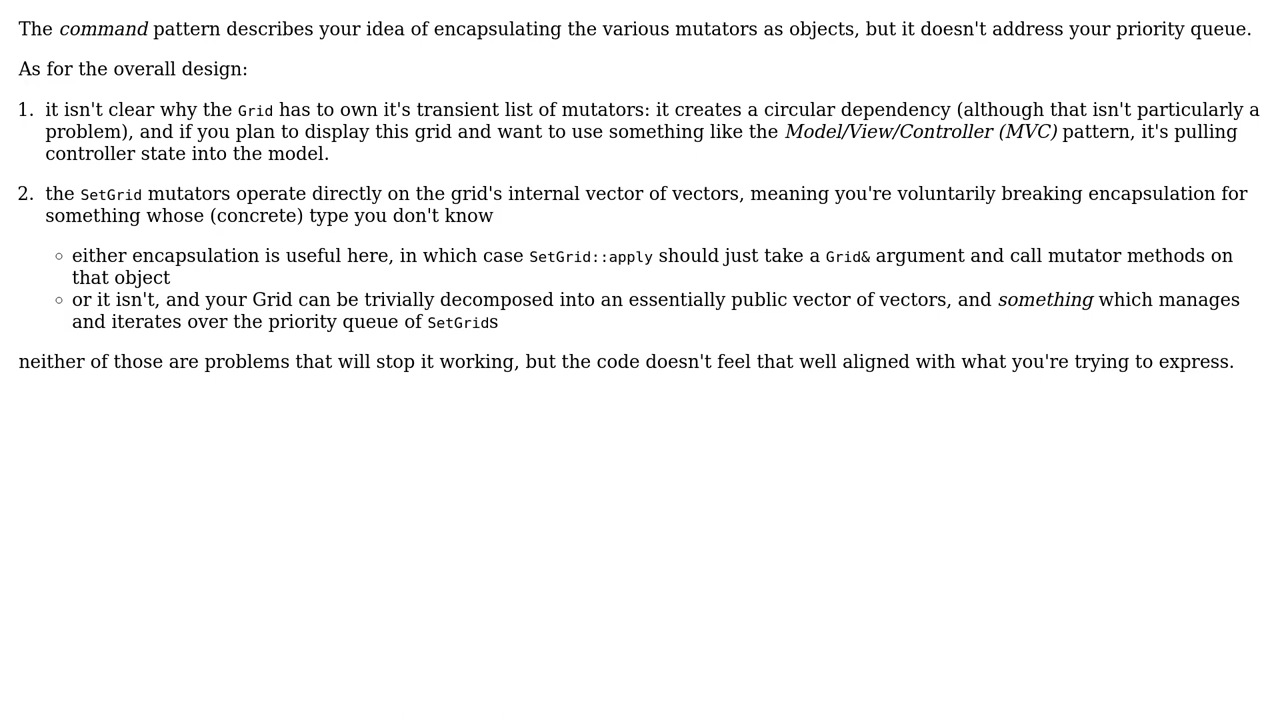 The command pattern describes your idea of encapsulating the various mutators as objects, but it doesn't address your priority queue.
As for the overall design:
1. it isn't clear why the Grid has to own it's transient list of mutators: it creates a circular dependency (although that isn't particularly a
problem), and if you plan to display this grid and want to use something like the Model/View/Controller (MVC) pattern, it's pulling
controller state into the model.
2. the SetGrid mutators operate directly on the grid's internal vector of vectors, meaning you're voluntarily breaking encapsulation for
something whose (concrete) type you don't know
◦ either encapsulation is useful here, in which case SetGrid::apply should just take a Grid& argument and call mutator methods on
that object
◦ or it isn't, and your Grid can be trivially decomposed into an essentially public vector of vectors, and something which manages
and iterates over the priority queue of SetGrids
neither of those are problems that will stop it working, but the code doesn't feel that well aligned with what you're trying to express.